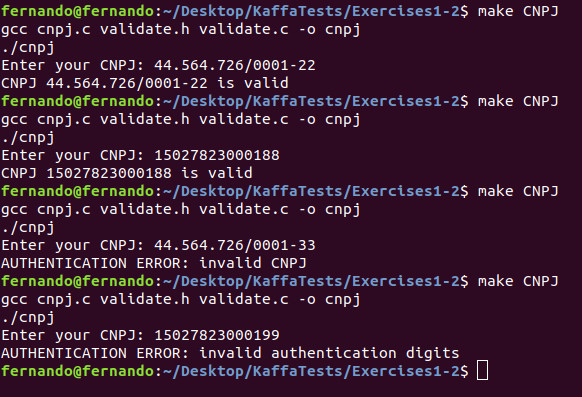 fernando@fernando:~/Desktop/KaffaTests/Exercises1-2$ make CNPJ
gcc cnpj.c validate.h validate.c -o cnpj
./cnpj
Enter your CNPJ: 44.564.726/0001-22
CNPJ 44.564.726/0001-22 is valid
fernando@fernando:~/Desktop/KaffaTests/Exercises1-2$ make CNPJ
gcc cnpj.c validate.h validate.c -o cnpj
./cnpj
Enter your CNPJ: 15027823000188
CNPJ 15027823000188 is valid
fernando@fernando:~/Desktop/KaffaTests/Exercises1-2$ make CNPJ
gcc cnpj.c validate.h validate.c -o cnpj
./cnpj
Enter your CNPJ: 44.564.726/0001-33
AUTHENTICATION ERROR: invalid CNPJ
fernando@fernando:~/Desktop/KaffaTests/Exercises1-2$ make CNPJ
gcc cnpj.c validate.h validate.c -o cnpj
./cnpj
Enter your CNPJ: 15027823000199
AUTHENTICATION ERROR: invalid authentication digits
fernando@fernando:~/Desktop/KaffaTests/Exercises1-2$